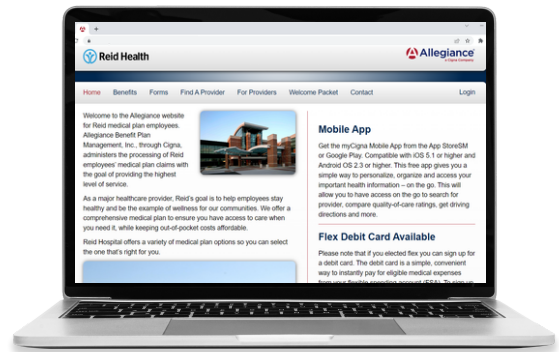 Reid Health
Allegiance
a Cigna Company
Home Benefits Forms Find A Provider For Providers Welcome Packet Contact Login
Welcome to the Allegiance website
for Reid medical plan employees.
Allegiance Benefit Plan
Management, Inc., through Cigna,
administers the processing of Reid
employees' medical plan claims with
the goal of providing the highest
level of service.
As a major healthcare provider, Reid's goal is to help employees stay
healthy and be the example of wellness for our communities. We offer a
comprehensive medical plan to ensure you have access to care when
you need it, while keeping out-of-pocket costs affordable.
Reid Hospital offers a variety of medical plan options so you can select
the one that's right for you.
Mobile App
Get the myCigna Mobile App from the App StoreSM
or Google Play. Compatible with iOS 5.1 or higher and
Android OS 2.3 or higher. This free app gives you a
simple way to personalize, organize and access your
important health information – on the go. This will
allow you to have access on the go to search for
provider, compare quality-of-care ratings, get driving
directions and more.
Flex Debit Card Available
Please note that if you elected flex you can sign up for
a debit card. The debit card is a simple, convenient
way to instantly pay for eligible medical expenses
from your flexible spending account (FSA). To sign up